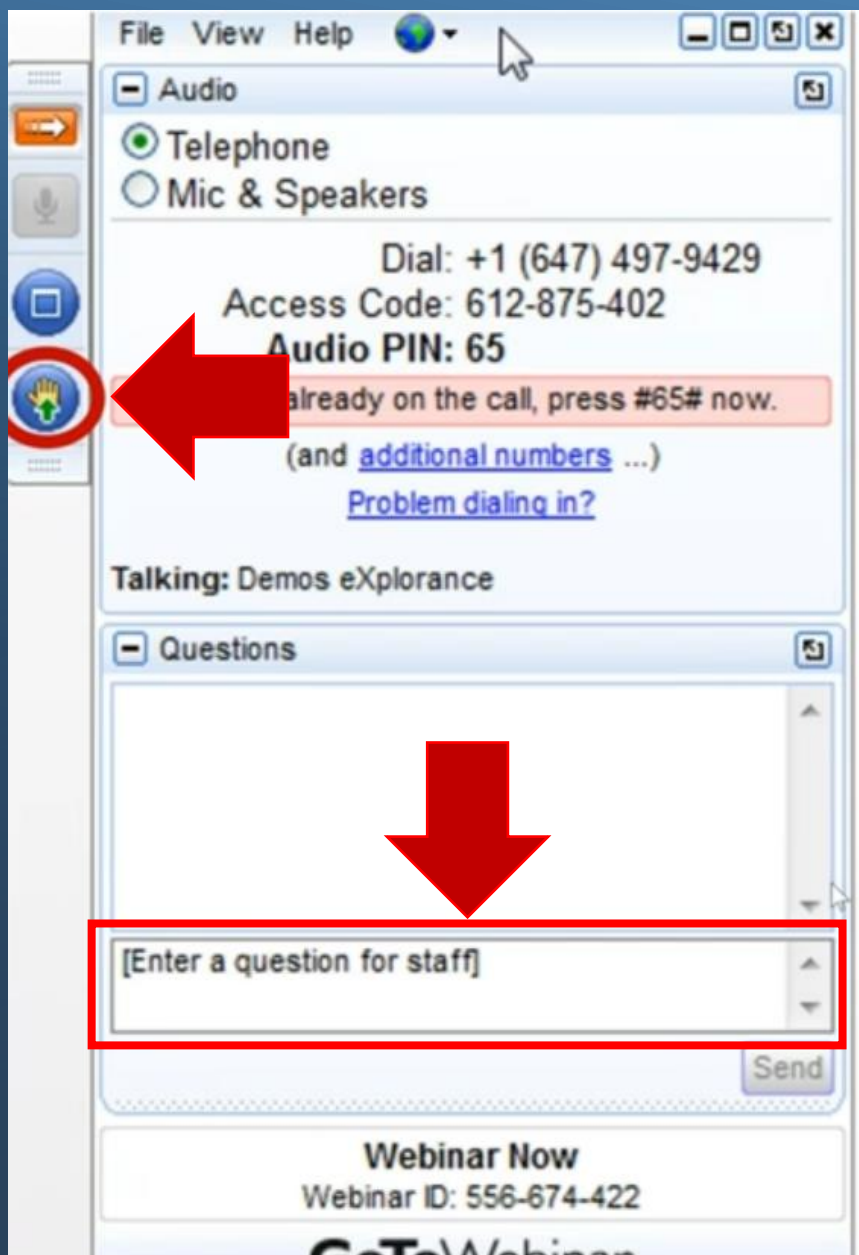 File View Help
Audio
Telephone
Mic & Speakers
Dial: +1 (647) 497-9429
Access Code: 612-875-402
Audio PIN: 65
already on the call, press #65# now.
(and additional numbers ...)
Problem dialing in?
Talking: Demos eXplorance
Questions
[Enter a question for staff]
Send
Webinar Now
Webinar ID: 556-674-422
GoToWebinar